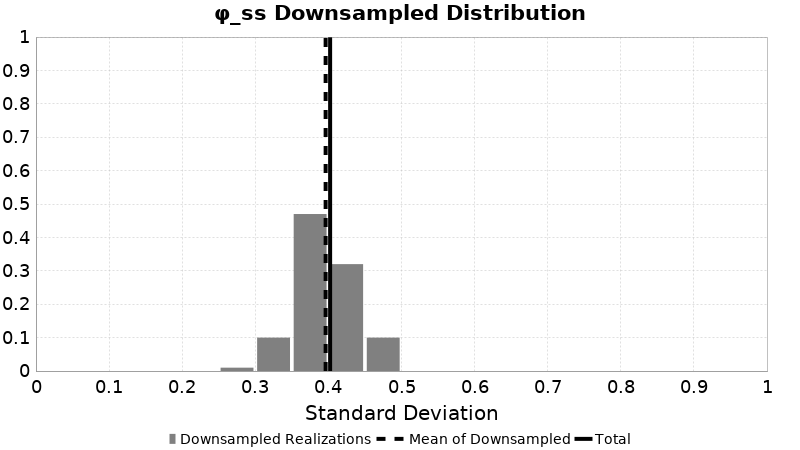 φ_ss Downsampled Distribution
1
0.9
0.8
0.7
0.6
0.5
0.4
0.3
0.2
0.1
0
0 0.1 0.2 0.3 0.4 0.5 0.6 0.7 0.8 0.9 1
Standard Deviation
Downsampled Realizations Mean of Downsampled Total